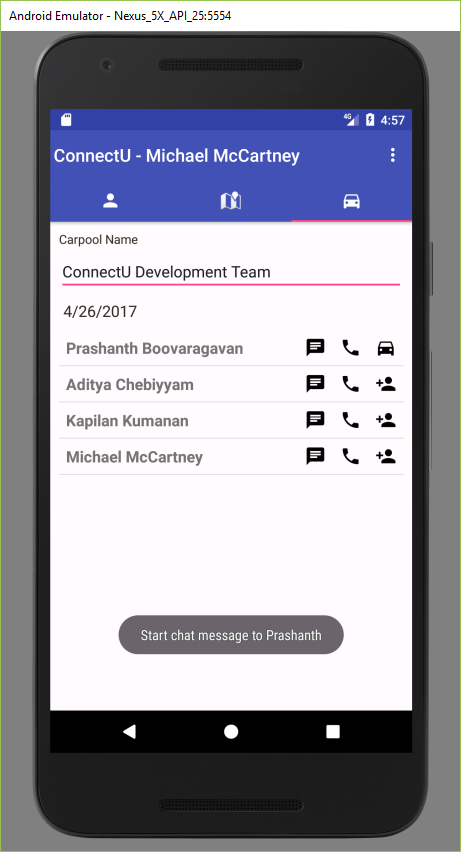 Android Emulator - Nexus_5X_API_25:5554
4G 4:57
ConnectU - Michael McCartney
Carpool Name
ConnectU Development Team
4/26/2017
Prashanth Boovaragavan
Aditya Chebiyyam
Kapilan Kumanan
Michael McCartney
Start chat message to Prashanth